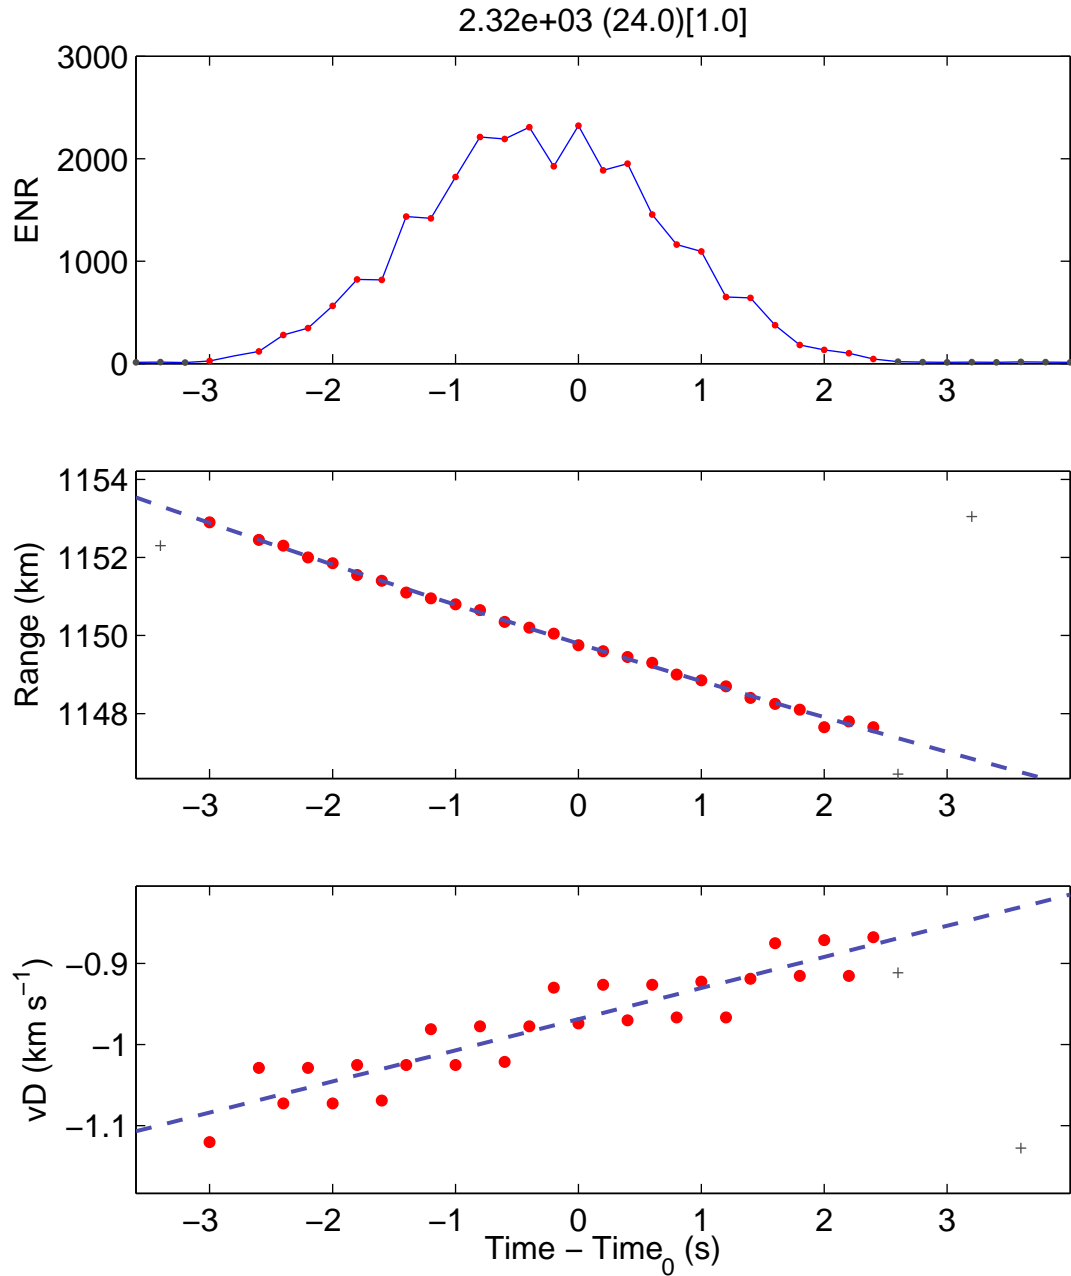 2.32e+03 (24.0)[1.0]
3000
2000
1000
0
ENR
−3 −2 −1 0 1 2 3
1154
1152
1150
1148
Range (km)
−3 −2 −1 0 1 2 3
−0.9
−1
−1.1
vD (km s⁻¹)
−3 −2 −1 0 1 2 3
Time − Time₀ (s)